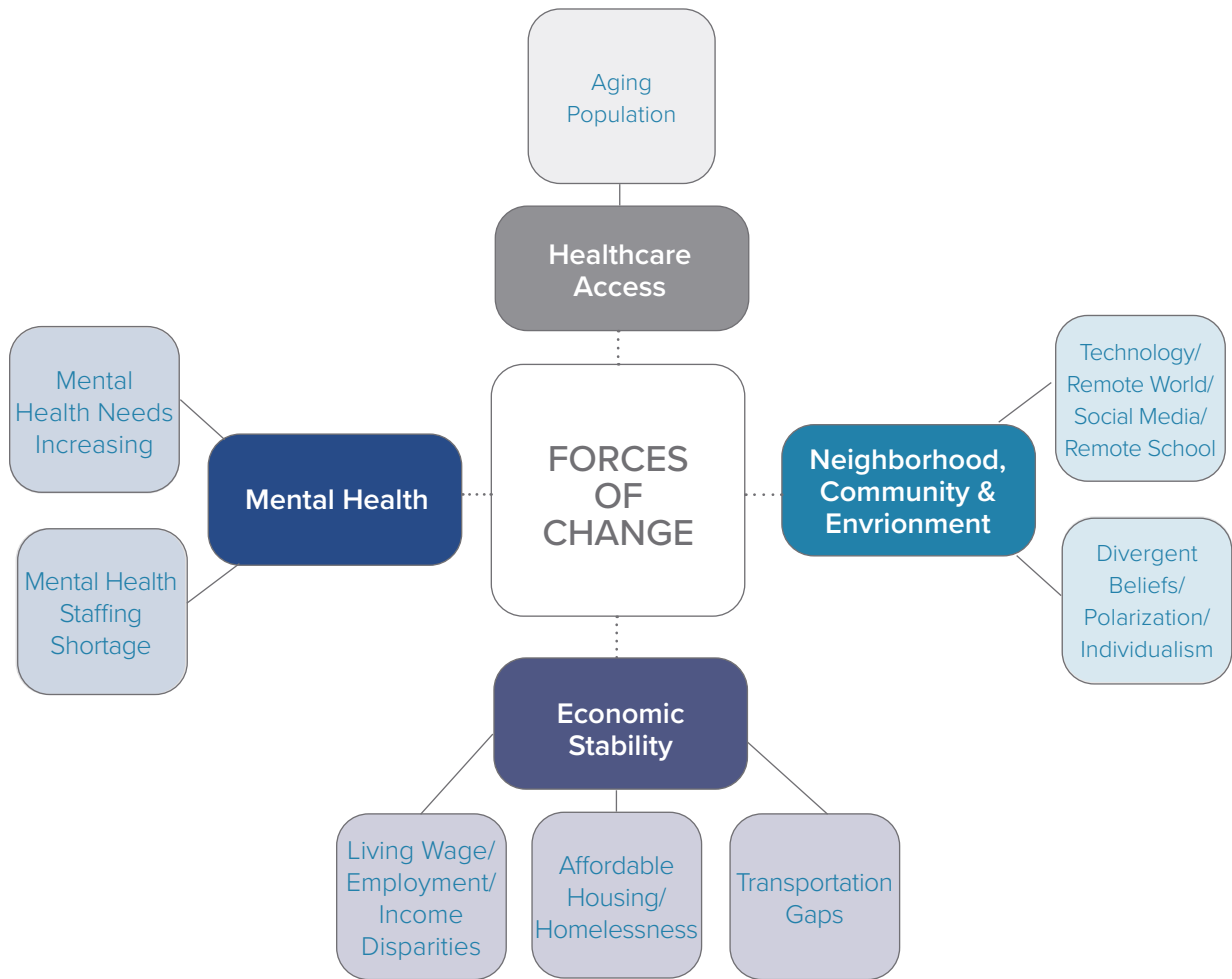 Aging
Population
Healthcare
Access
Mental
Health Needs
Increasing
Mental Health
Mental Health
Staffing
Shortage
FORCES
OF
CHANGE
Neighborhood,
Community &
Envrionment
Technology/
Remote World/
Social Media/
Remote School
Divergent
Beliefs/
Polarization/
Individualism
Economic
Stability
Living Wage/
Employment/
Income
Disparities
Affordable
Housing/
Homelessness
Transportation
Gaps